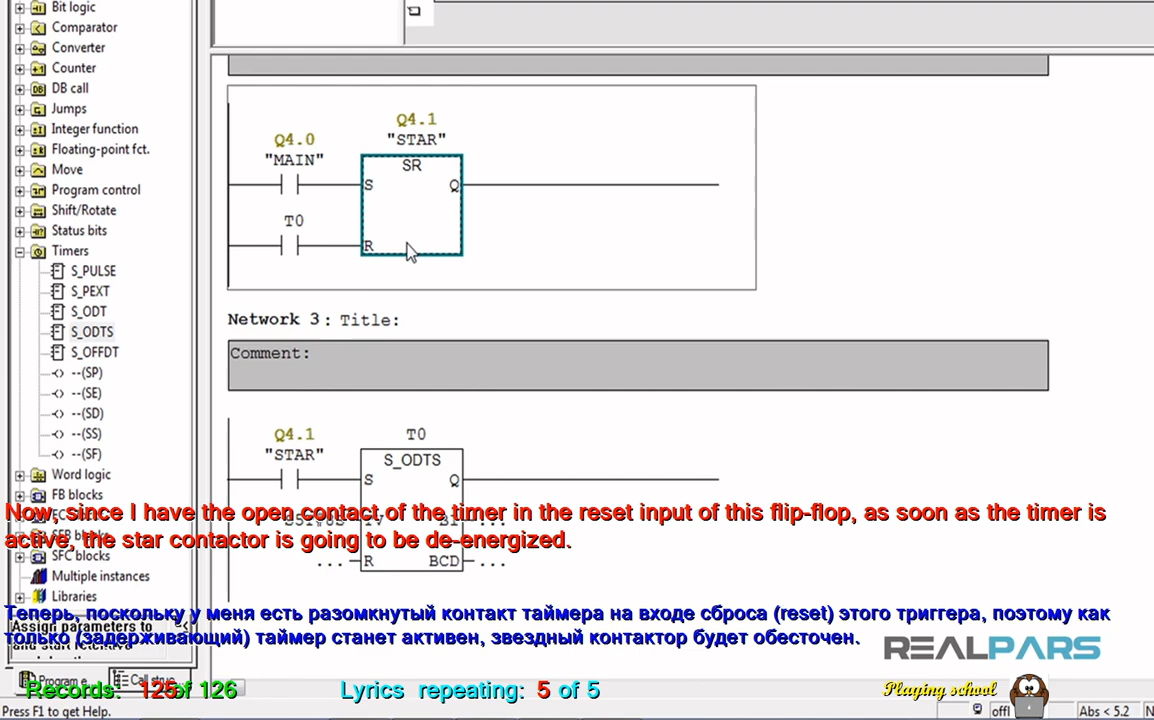 Bit logic
Comparator
Converter
Counter
DB call
Jumps
Integer function
Floating-point fct.
Move
Program control
Shift/Rotate
Status bits
Timers
S_PULSE
S_PEXT
S_ODT
S_ODTS
S_OFFDT
--(SP)
--(SE)
--(SD)
--(SS)
--(SF)
Word logic
FB blocks
SFC blocks
Multiple instances
Libraries
Assign parameters to
Press F1 to get Help.
Q4.1
"STAR"
Q4.0
"MAIN"
SR
S Q
T0
R
Network 3: Title:
Comment:
Q4.1 T0
"STAR" S_ODTS
S Q
... R BCD ...
Now, since I have the open contact of the timer in the reset input of this flip-flop, as soon as the timer is
active, the star contactor is going to be de-energized.
Теперь, поскольку у меня есть разомкнутый контакт таймера на входе сброса (reset) этого триггера, поэтому как
только (задерживающий) таймер станет активен, звездный контактор будет обесточен.
REALPARS
Records: 125 of 126
Lyrics repeating: 5 of 5
Playing school
offl
Abs < 5.2